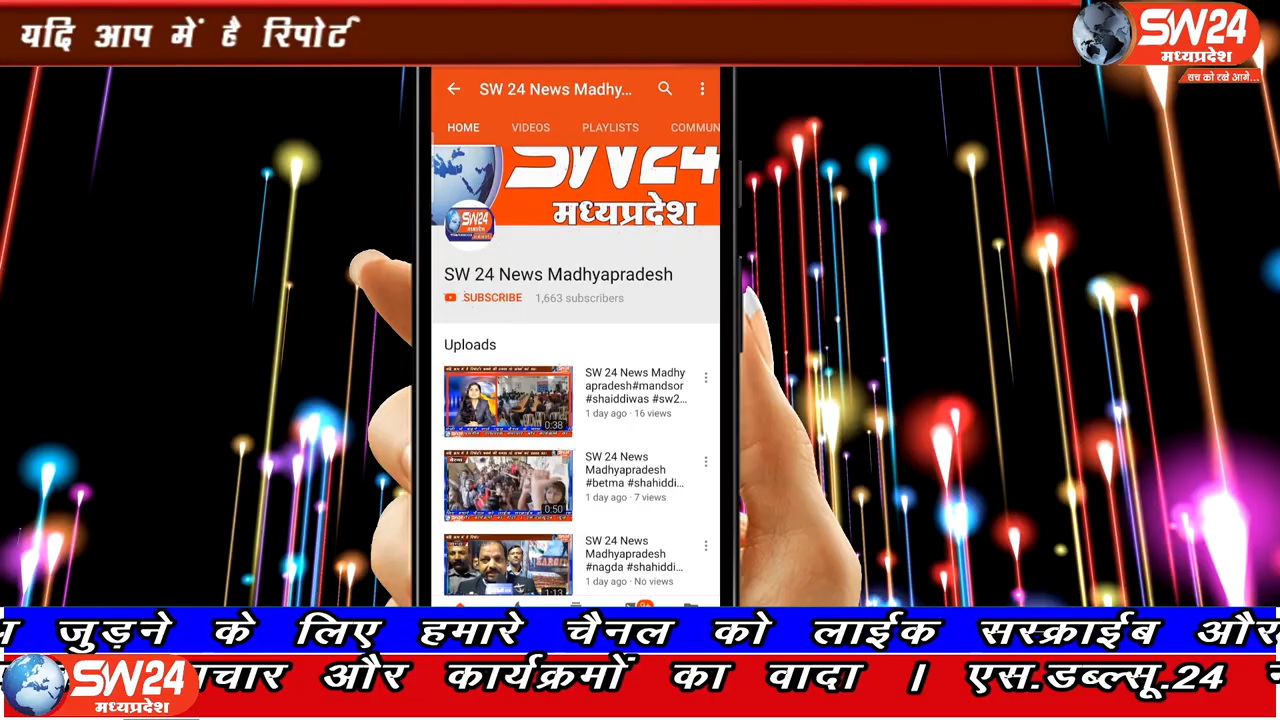 यदि आप में है रिपोर्ट
SW24
मध्यप्रदेश
सच को रखे आगे...
SW 24 News Madhy...
HOME VIDEOS PLAYLISTS COMMUN
SW24
मध्यप्रदेश
SW24
SW 24 News Madhyapradesh
SUBSCRIBE 1,663 subscribers
Uploads
SW 24 News Madhy
apradesh#mandsor
#shaiddiwas #sw2...
1 day ago · 16 views
0:38
SW 24 News
Madhyapradesh
#betma #shahiddi...
1 day ago · 7 views
0:50
SW 24 News
Madhyapradesh
#nagda #shahiddi...
1 day ago · No views
1:13
जुड़ने के लिए हमारे चैनल को लाईक सस्क्राईब और
चार और कार्यक्रमों का वादा । एस.डब्ल्सू.24
SW24
मध्यप्रदेश